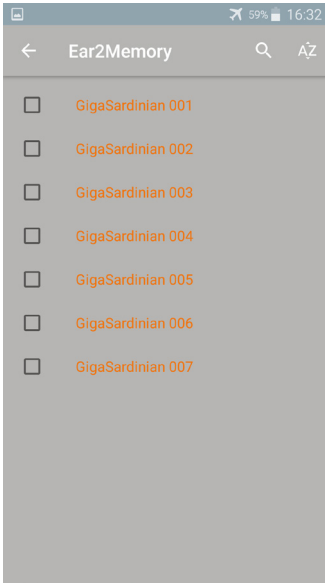 59% 16:32
Ear2Memory AZ
GigaSardinian 001
GigaSardinian 002
GigaSardinian 003
GigaSardinian 004
GigaSardinian 005
GigaSardinian 006
GigaSardinian 007